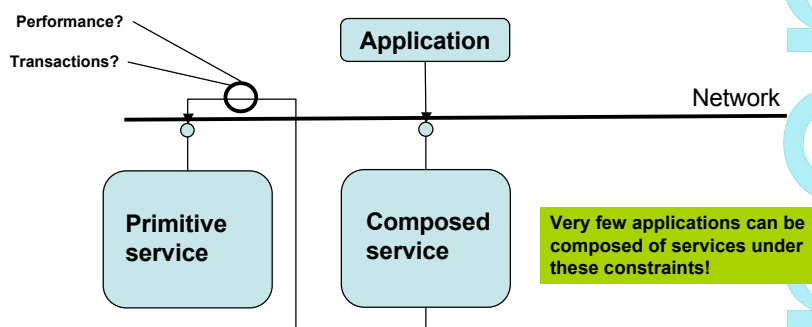 Performance?
Transactions?
Application
Network
Primitive
service
Composed
service
Very few applications can be
composed of services under
these constraints!